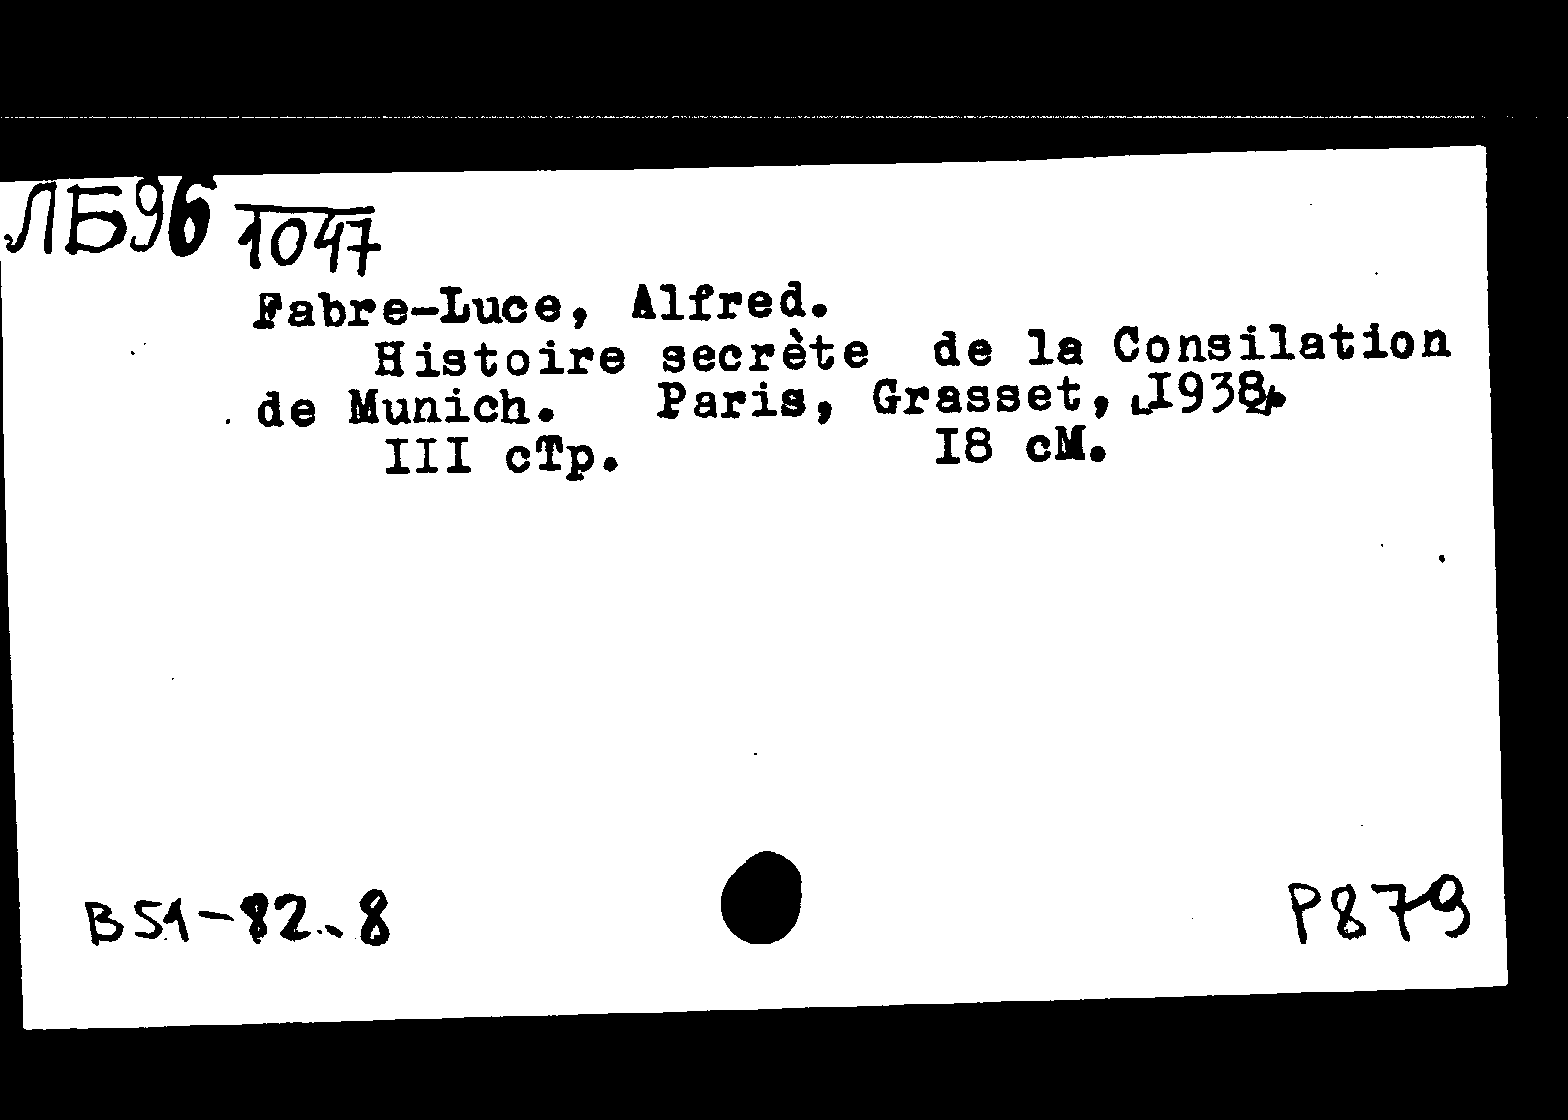 ЛБ96 1047
Fabre-Luce, Alfred.
Histoire secrète de la Consilation
de Munich. Paris, Grasset, [I938].
III cTp. I8 cM.
B51-82-8 P879